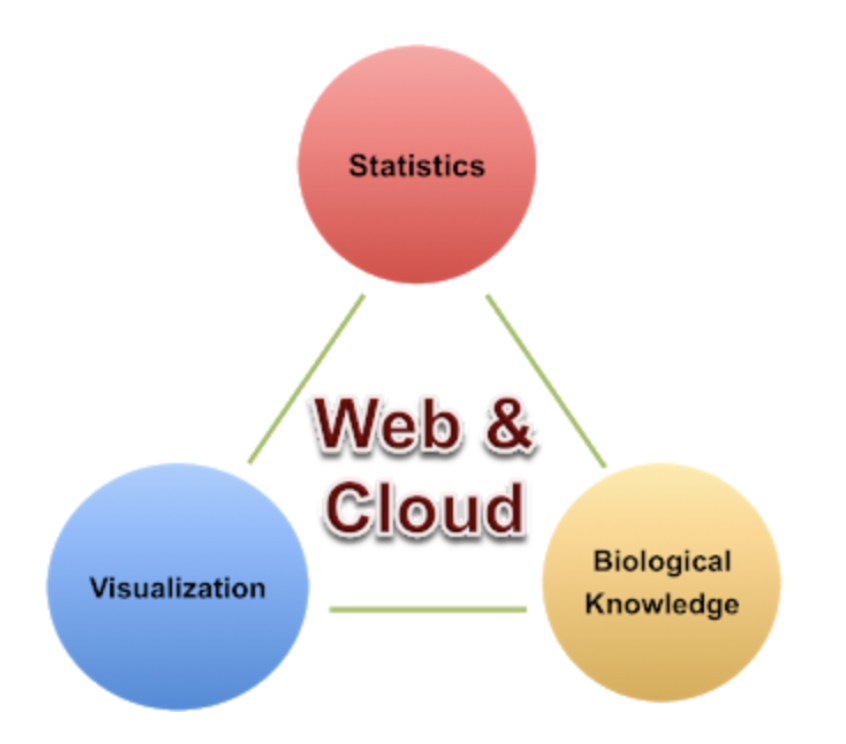 Statistics
Web &
Cloud
Visualization
Biological
Knowledge